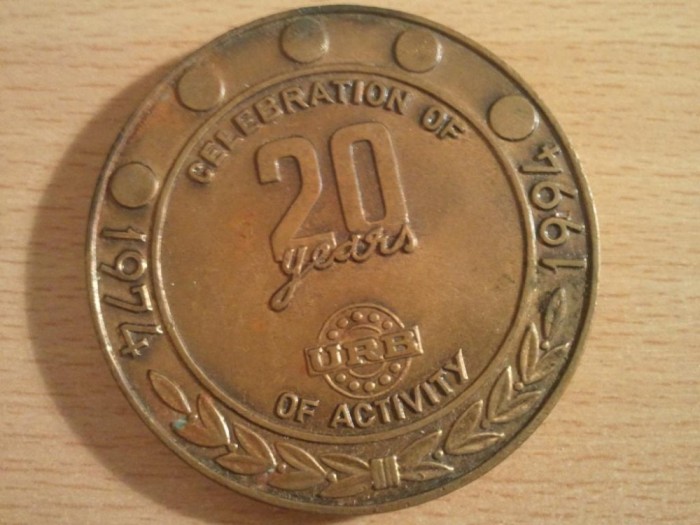 CELEBRATION OF
20
years
URB
OF ACTIVITY
1974
1994